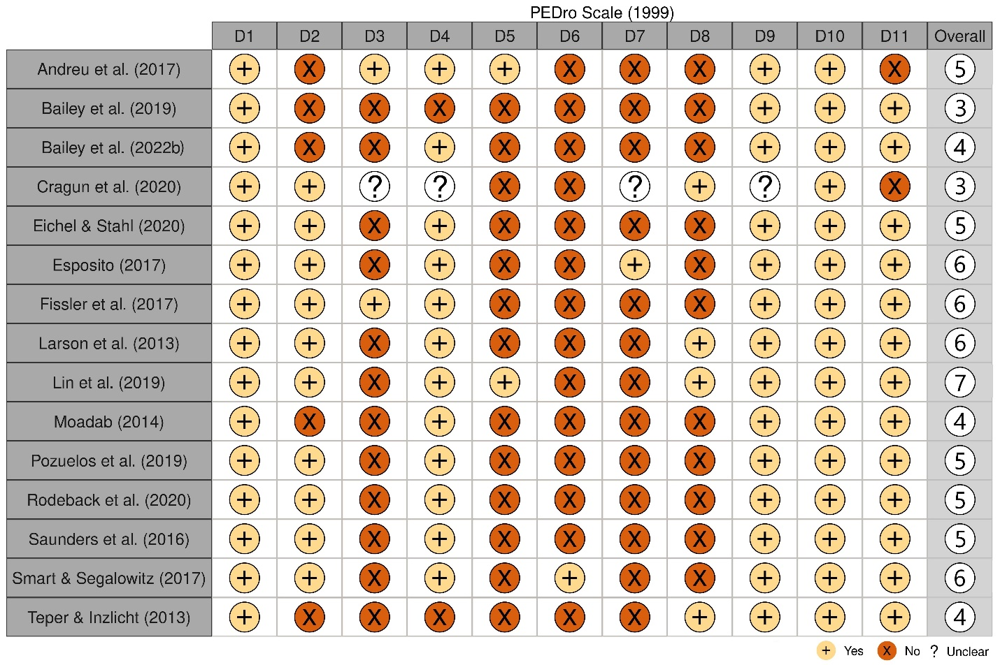 PEDro Scale (1999)
D1 D2 D3 D4 D5 D6 D7 D8 D9 D10 D11 Overall
Andreu et al. (2017) + X + + + X X X + + X 5
Bailey et al. (2019) + X X X X X X X + + + 3
Bailey et al. (2022b) + X X + X X X X + + + 4
Cragun et al. (2020) + + ? ? X X ? + ? + X 3
Eichel & Stahl (2020) + + X + X X X X + + + 5
Esposito (2017) + + X + X X + X + + + 6
Fissler et al. (2017) + + + + X X X X + + + 6
Larson et al. (2013) + + X + X X X + + + + 6
Lin et al. (2019) + + X + + X X + + + + 7
Moadab (2014) + X X + X X X X + + + 4
Pozuelos et al. (2019) + + X + X X X X + + + 5
Rodeback et al. (2020) + + X + X X X X + + + 5
Saunders et al. (2016) + + X + X X X X + + + 5
Smart & Segalowitz (2017) + + X + X + X X + + + 6
Teper & Inzlicht (2013) + X X X X X X + + + + 4
+ Yes X No ? Unclear